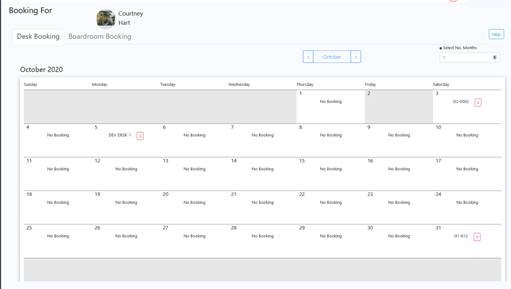 Booking For
Courtney
Hart
Desk Booking Boardroom Booking
Help
Select No. Months
< October >
1
October 2020
Sunday Monday Tuesday Wednesday Thursday Friday Saturday
1 2 3
No Booking
4 5 6 7 8 9 10
No Booking DEV DESK 1 x No Booking No Booking No Booking No Booking No Booking
11 12 13 14 15 16 17
No Booking No Booking No Booking No Booking No Booking No Booking No Booking
18 19 20 21 22 23 24
No Booking No Booking No Booking No Booking No Booking No Booking No Booking
25 26 27 28 29 30 31
No Booking No Booking No Booking No Booking No Booking No Booking